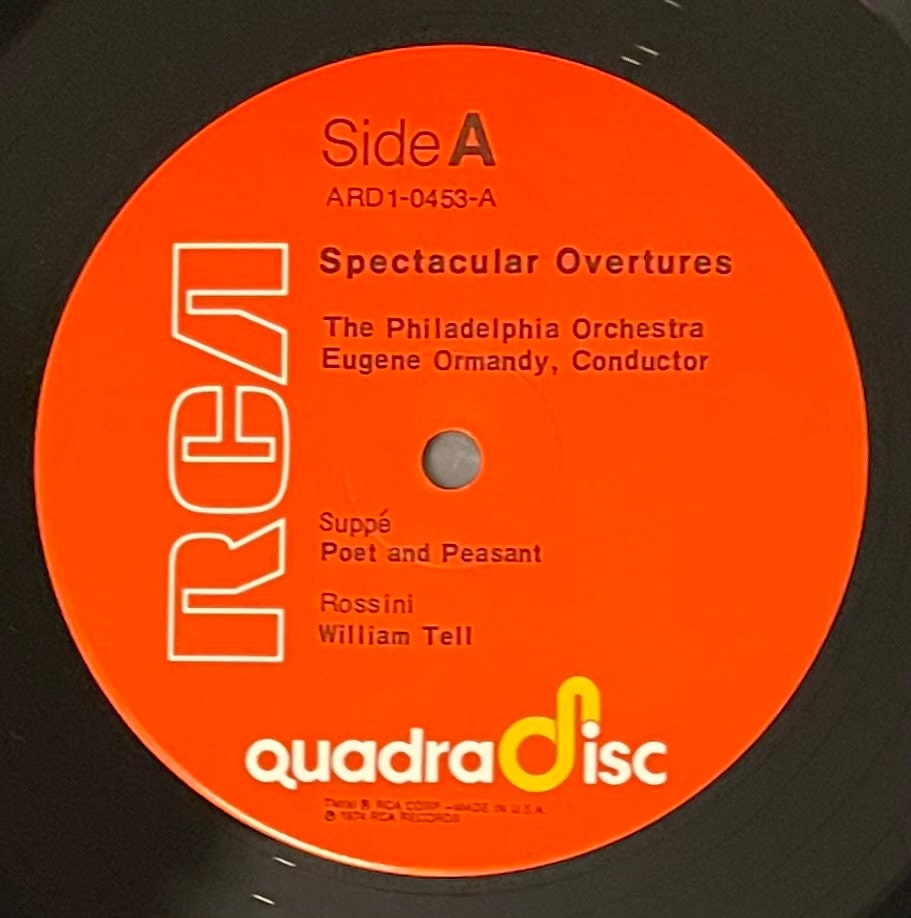 Side A
ARD1-0453-A
Spectacular Overtures
The Philadelphia Orchestra
Eugene Ormandy, Conductor
RCA
Suppé
Poet and Peasant
Rossini
William Tell
quadradisc
TM(s) ® RCA CORP.—MADE IN U.S.A.
℗ 1974 RCA RECORDS